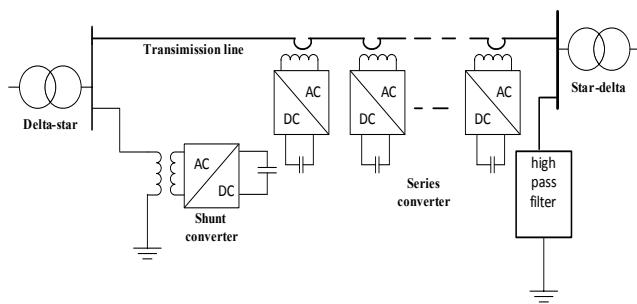 Transimission line
Delta-star
Star-delta
AC
DC
AC
DC
AC
DC
AC
DC
Shunt
converter
Series
converter
high
pass
filter